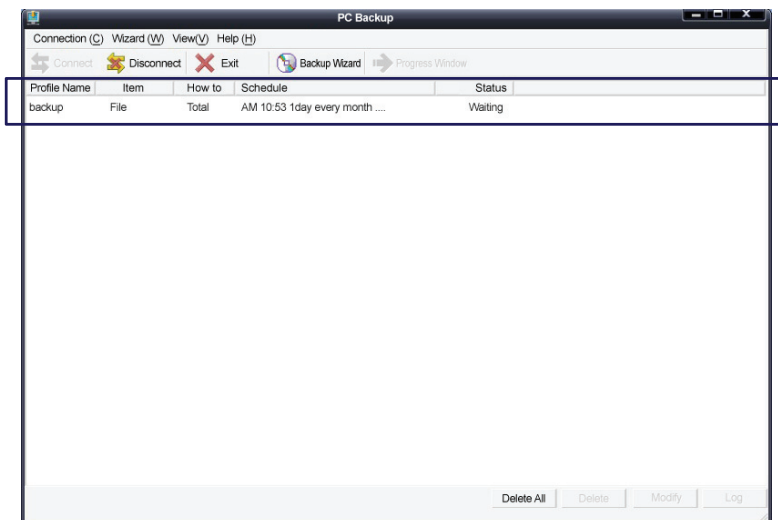 PC Backup
Connection (C) Wizard (W) View(V) Help (H)
Connect Disconnect Exit Backup Wizard Progress Window
Profile Name Item How to Schedule Status
backup File Total AM 10:53 1day every month .... Waiting
Delete All Delete Modify Log